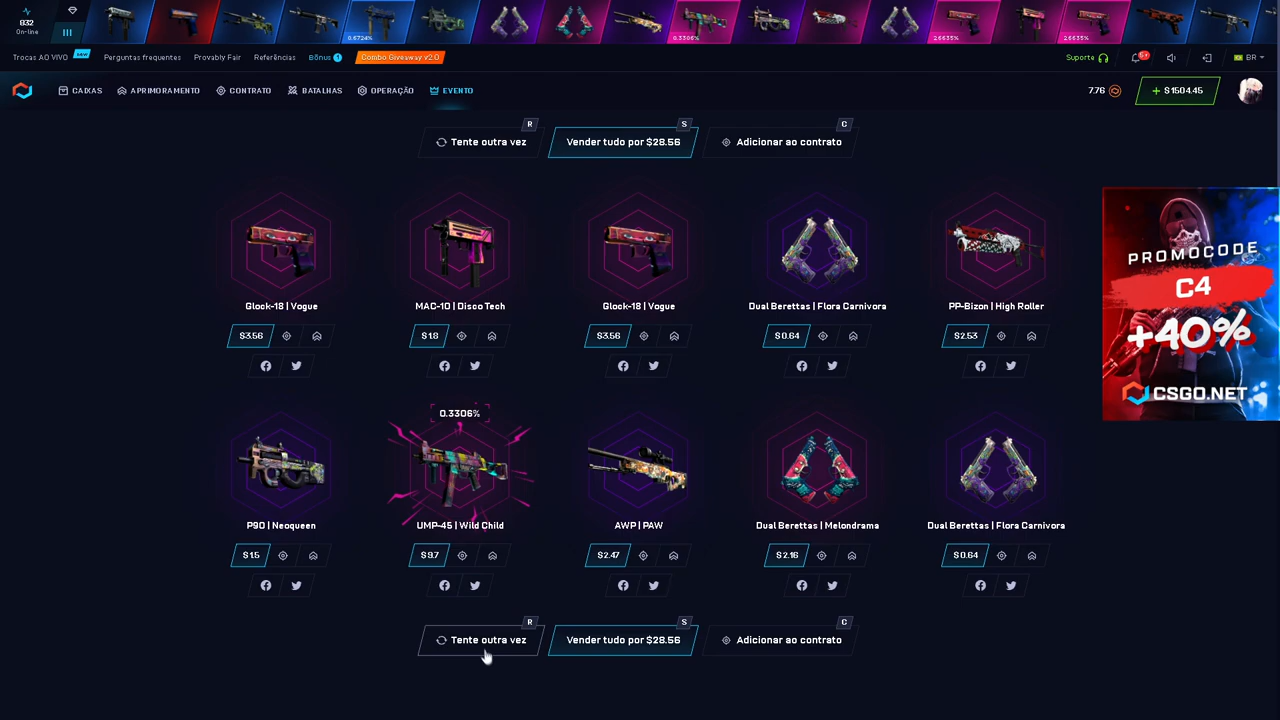 832
On-line
0.6724%
0.3306%
2.6635%
2.6635%
Trocas AO VIVO
NEW
Perguntas frequentes
Provably Fair
Referências
Bônus
Combo Giveaway v2.0
Suporte
5+
BR
CAIXAS
APRIMORAMENTO
CONTRATO
BATALHAS
OPERAÇÃO
EVENTO
7.76
+ $1504.45
R
Tente outra vez
S
Vender tudo por $28.56
C
Adicionar ao contrato
Glock-18 | Vogue
MAC-10 | Disco Tech
Glock-18 | Vogue
Dual Berettas | Flora Carnivora
PP-Bizon | High Roller
$3.56
$1.8
$3.56
$0.64
$2.53
PROMOCODE
C4
+40%
CSGO.NET
0.3306%
P90 | Neoqueen
UMP-45 | Wild Child
AWP | PAW
Dual Berettas | Melondrama
Dual Berettas | Flora Carnivora
$1.5
$9.7
$2.47
$2.16
$0.64
R
Tente outra vez
S
Vender tudo por $28.56
C
Adicionar ao contrato